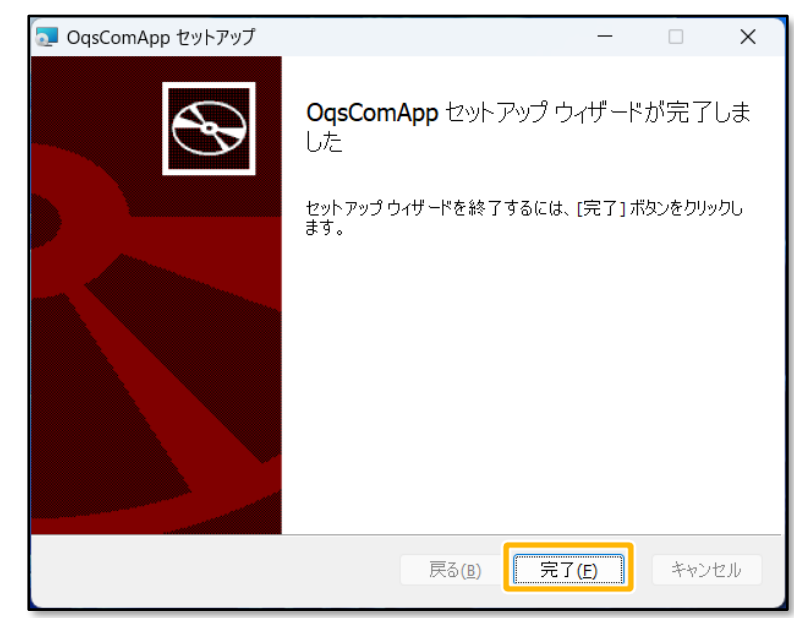 OqsComApp セットアップ
OqsComApp セットアップ ウィザードが完了しま
した
セットアップ ウィザードを終了するには、[完了] ボタンをクリックし
ます。
戻る(B) 完了(F) キャンセル